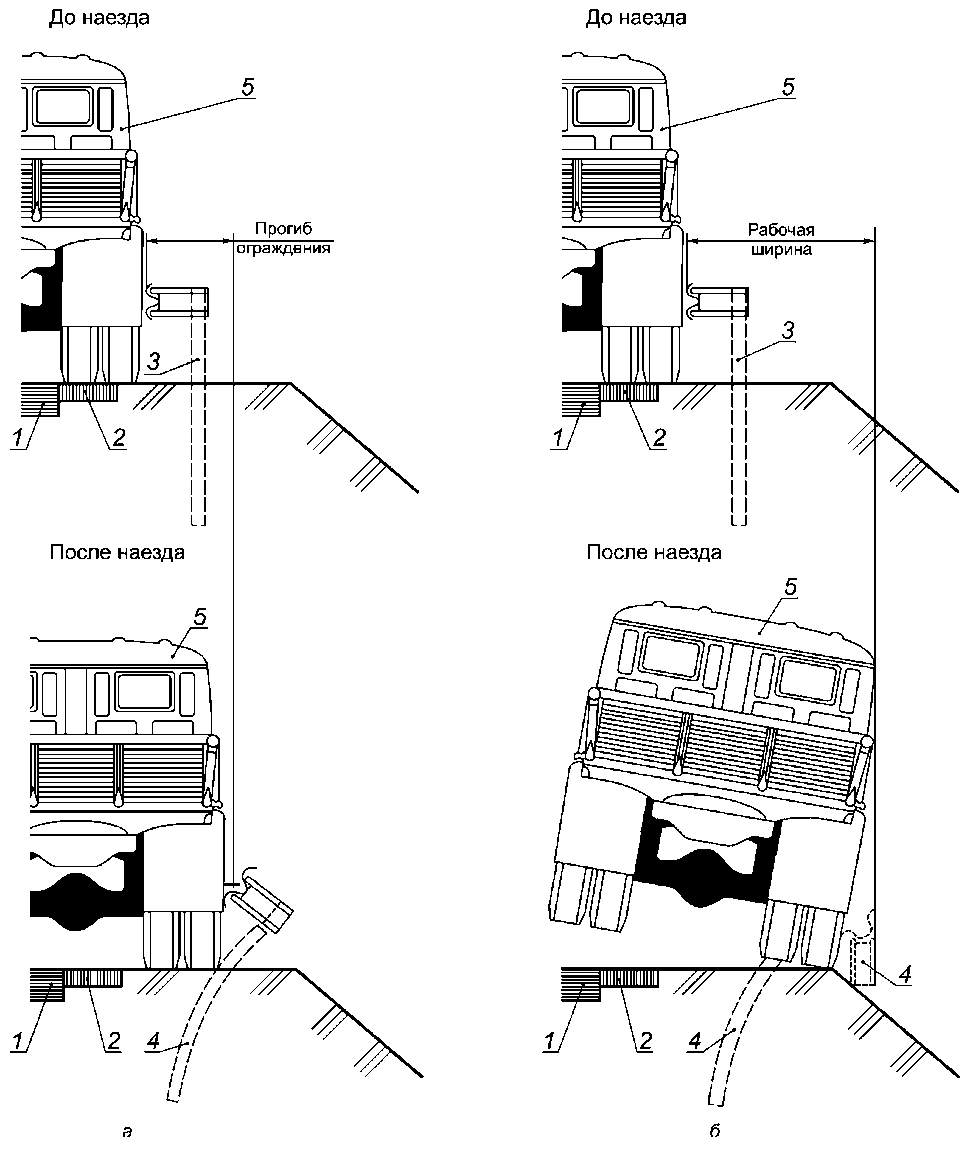 До наезда
До наезда
5
5
Прогиб
ограждения
Рабочая
ширина
3
3
1
2
1
2
После наезда
После наезда
5
5
4
1
2
4
1
2
4
а
б